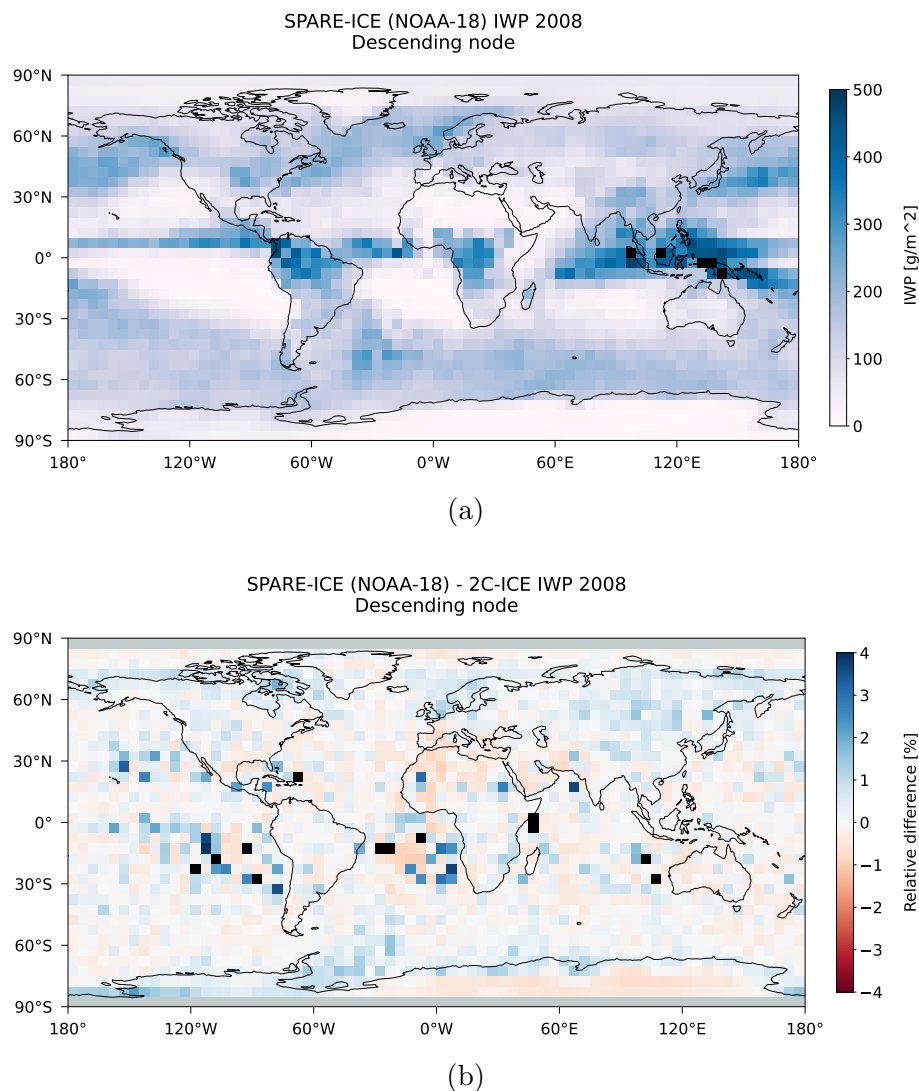 SPARE-ICE (NOAA-18) IWP 2008
Descending node
90°N
60°N
30°N
0°
30°S
60°S
90°S
180°
120°W
60°W
0°W
60°E
120°E
180°
500
400
300
200
100
0
IWP [g/m^2]
(a)
SPARE-ICE (NOAA-18) - 2C-ICE IWP 2008
Descending node
90°N
60°N
30°N
0°
30°S
60°S
90°S
180°
120°W
60°W
0°W
60°E
120°E
180°
4
3
2
1
0
−1
−2
−3
−4
Relative difference [%]
(b)